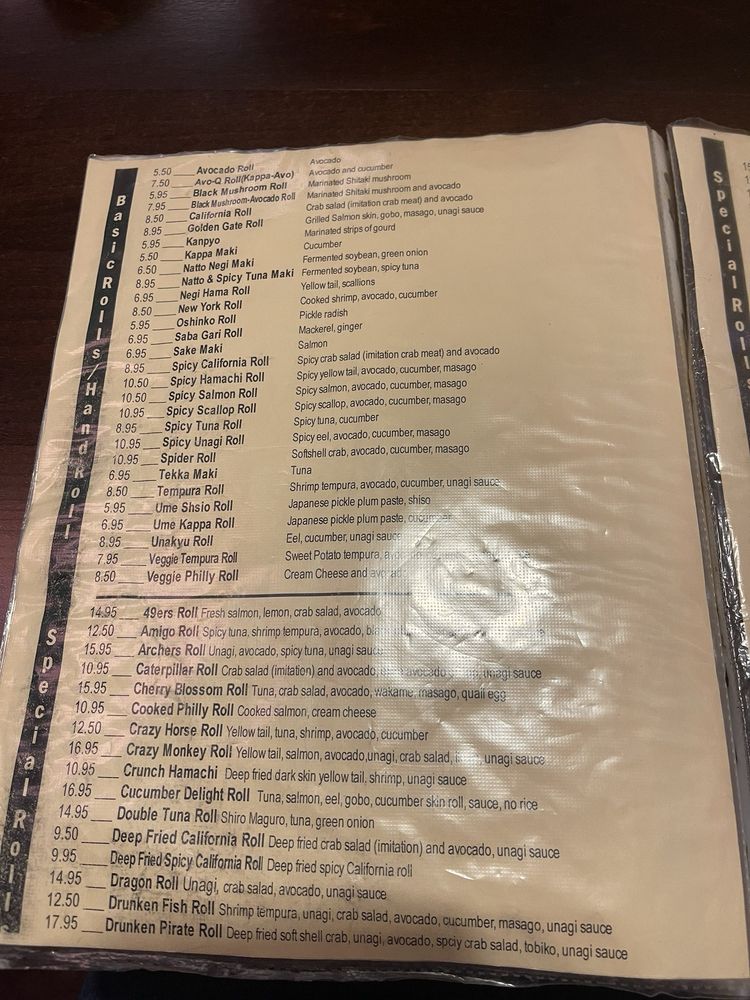 Basic Rolls/Hand Roll
5.50 ___ Avocado Roll Avocado
7.50 ___ Avo-Q Roll(Kappa-Avo) Avocado and cucumber
5.95 ___ Black Mushroom Roll Marinated Shitaki mushroom
7.95 ___ Black Mushroom-Avocado Roll Marinated Shitaki mushroom and avocado
8.50 ___ California Roll Crab salad (imitation crab meat) and avocado
8.95 ___ Golden Gate Roll Grilled Salmon skin, gobo, masago, unagi sauce
5.95 ___ Kanpyo Marinated strips of gourd
5.50 ___ Kappa Maki Cucumber
6.50 ___ Natto Negi Maki Fermented soybean, green onion
8.95 ___ Natto & Spicy Tuna Maki Fermented soybean, spicy tuna
6.95 ___ Negi Hama Roll Yellow tail, scallions
8.50 ___ New York Roll Cooked shrimp, avocado, cucumber
5.95 ___ Oshinko Roll Pickle radish
6.95 ___ Saba Gari Roll Mackerel, ginger
6.95 ___ Sake Maki Salmon
8.95 ___ Spicy California Roll Spicy crab salad (imitation crab meat) and avocado
10.50 ___ Spicy Hamachi Roll Spicy yellow tail, avocado, cucumber, masago
10.50 ___ Spicy Salmon Roll Spicy salmon, avocado, cucumber, masago
10.95 ___ Spicy Scallop Roll Spicy scallop, avocado, cucumber, masago
8.95 ___ Spicy Tuna Roll Spicy tuna, cucumber
10.95 ___ Spicy Unagi Roll Spicy eel, avocado, cucumber, masago
10.95 ___ Spider Roll Softshell crab, avocado, cucumber, masago
6.95 ___ Tekka Maki Tuna
8.50 ___ Tempura Roll Shrimp tempura, avocado, cucumber, unagi sauce
5.95 ___ Ume Shsio Roll Japanese pickle plum paste, shiso
6.95 ___ Ume Kappa Roll Japanese pickle plum paste, cucumber
8.95 ___ Unakyu Roll Eel, cucumber, unagi sauce
7.95 ___ Veggie Tempura Roll Sweet Potato tempura,
8.50 ___ Veggie Philly Roll Cream Cheese and avocado
Special Rolls
14.95 ___ 49ers Roll Fresh salmon, lemon, crab salad, avocado
12.50 ___ Amigo Roll Spicy tuna, shrimp tempura, avocado,
15.95 ___ Archers Roll Unagi, avocado, spicy tuna, unagi sauce
10.95 ___ Caterpillar Roll Crab salad (imitation) and avocado, avocado unagi sauce
15.95 ___ Cherry Blossom Roll Tuna, crab salad, avocado, wakame, masago, quail egg
10.95 ___ Cooked Philly Roll Cooked salmon, cream cheese
12.50 ___ Crazy Horse Roll Yellow tail, tuna, shrimp, avocado, cucumber
16.95 ___ Crazy Monkey Roll Yellow tail, salmon, avocado,unagi, crab salad, unagi sauce
10.95 ___ Crunch Hamachi Deep fried dark skin yellow tail, shrimp, unagi sauce
16.95 ___ Cucumber Delight Roll Tuna, salmon, eel, gobo, cucumber skin roll, sauce, no rice
14.95 ___ Double Tuna Roll Shiro Maguro, tuna, green onion
9.50 ___ Deep Fried California Roll Deep fried crab salad (imitation) and avocado, unagi sauce
9.95 ___ Deep Fried Spicy California Roll Deep fried spicy California roll
14.95 ___ Dragon Roll Unagi, crab salad, avocado, unagi sauce
12.50 ___ Drunken Fish Roll Shrimp tempura, unagi, crab salad, avocado, cucumber, masago, unagi sauce
17.95 ___ Drunken Pirate Roll Deep fried soft shell crab, unagi, avocado, spciy crab salad, tobiko, unagi sauce
Special Roll